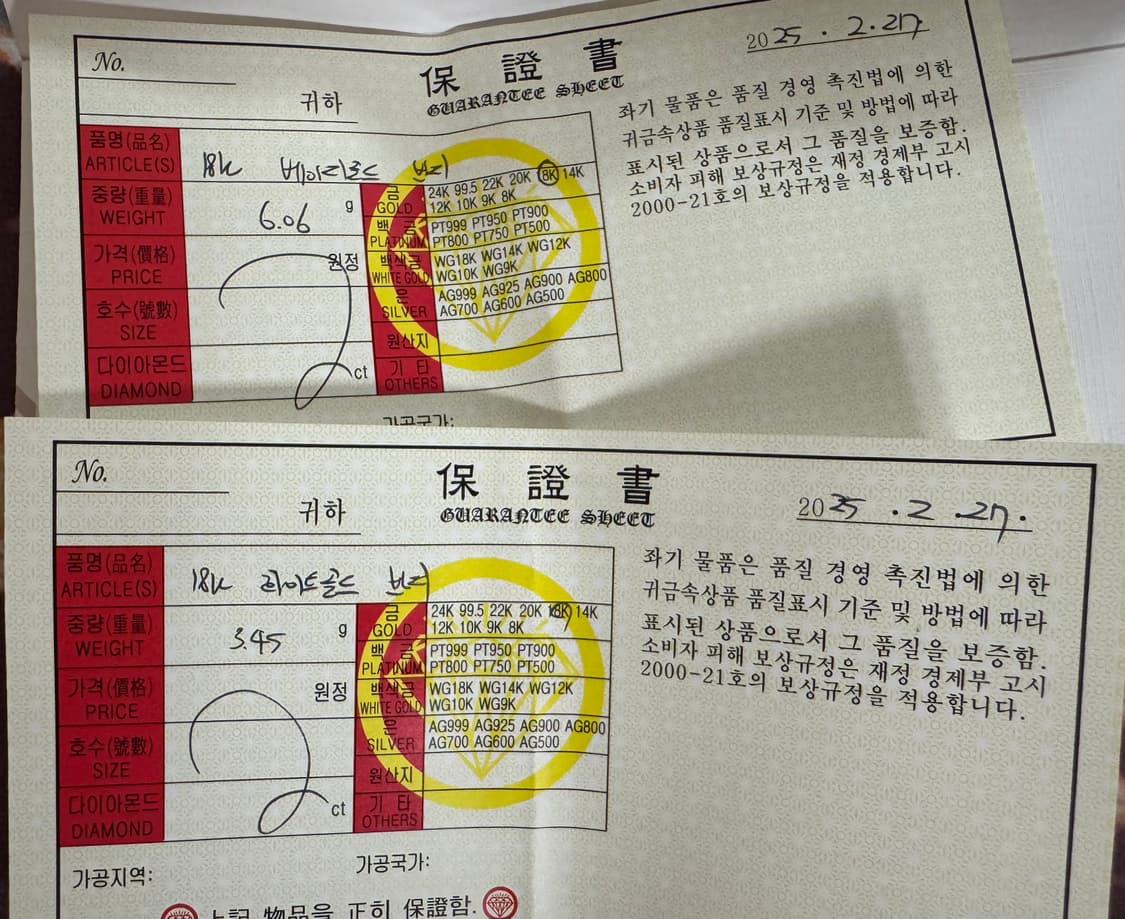 No.
귀하
保 證 書
GUARANTEE SHEET
2025 . 2.27.
좌기 물품은 품질 경영 촉진법에 의한
귀금속상품 품질표시 기준 및 방법에 따라
표시된 상품으로서 그 품질을 보증함.
소비자 피해 보상규정은 재정 경제부 고시
2000-21호의 보상규정을 적용합니다.
품명(品名)
ARTICLE(S)
18K 베이지골드
중량(重量)
WEIGHT
6.06 g
가격(價格)
PRICE
원정
호수(號數)
SIZE
다이아몬드
DIAMOND
ct
금
GOLD
24K 99.5 22K 20K 18K 14K
12K 10K 9K 8K
백 금
PLATINUM
PT999 PT950 PT900
PT800 PT750 PT500
백색금
WHITE GOLD
WG18K WG14K WG12K
WG10K WG9K
은
SILVER
AG999 AG925 AG900 AG800
AG700 AG600 AG500
원산지
기 타
OTHERS
가공국가:
No.
귀하
保 證 書
GUARANTEE SHEET
2025 . 2 .27.
좌기 물품은 품질 경영 촉진법에 의한
귀금속상품 품질표시 기준 및 방법에 따라
표시된 상품으로서 그 품질을 보증함.
소비자 피해 보상규정은 재정 경제부 고시
2000-21호의 보상규정을 적용합니다.
품명(品名)
ARTICLE(S)
18K 라이트골드
중량(重量)
WEIGHT
3.45 g
가격(價格)
PRICE
원정
호수(號數)
SIZE
다이아몬드
DIAMOND
ct
금
GOLD
24K 99.5 22K 20K 18K 14K
12K 10K 9K 8K
백 금
PLATINUM
PT999 PT950 PT900
PT800 PT750 PT500
백색금
WHITE GOLD
WG18K WG14K WG12K
WG10K WG9K
은
SILVER
AG999 AG925 AG900 AG800
AG700 AG600 AG500
원산지
기 타
OTHERS
가공지역:
가공국가:
上記 物品을 正히 保證함.